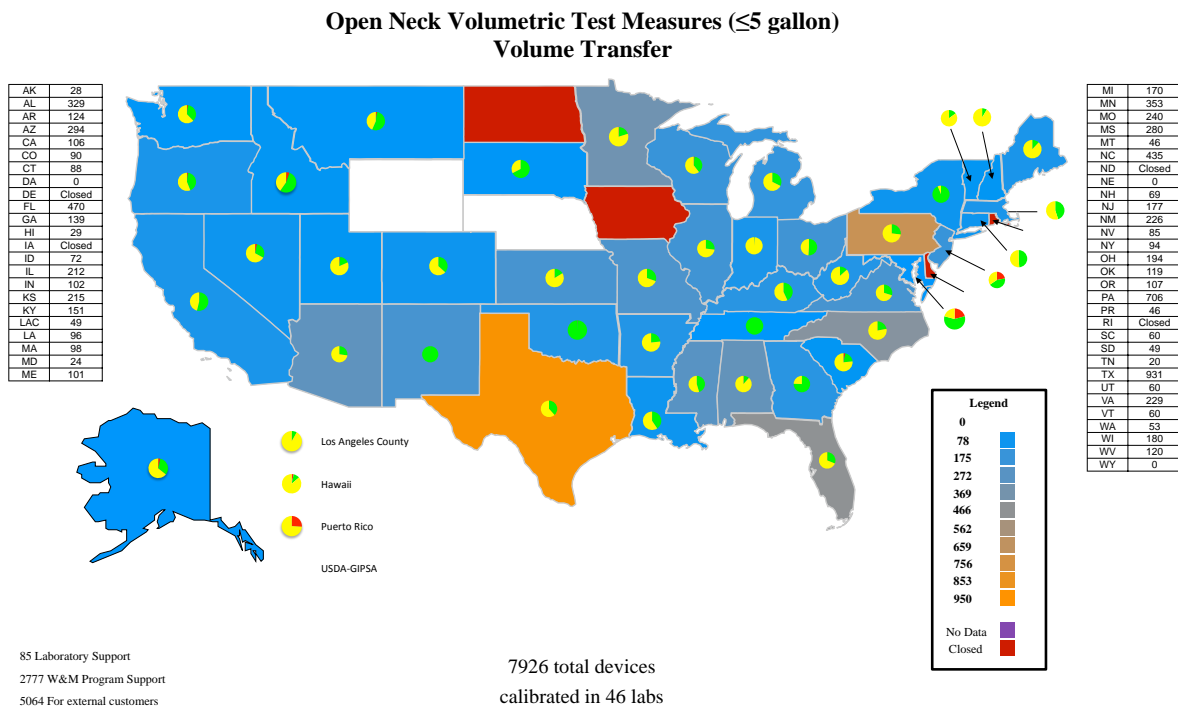 Open Neck Volumetric Test Measures (≤5 gallon)
Volume Transfer
AK 28
AL 329
AR 124
AZ 294
CA 106
CO 90
CT 88
DA 0
DE Closed
FL 470
GA 139
HI 29
IA Closed
ID 72
IL 212
IN 102
KS 215
KY 151
LAC 49
LA 96
MA 98
MD 24
ME 101
MI 170
MN 353
MO 240
MS 280
MT 46
NC 435
ND Closed
NE 0
NH 69
NJ 177
NM 226
NV 85
NY 94
OH 194
OK 119
OR 107
PA 706
PR 46
RI Closed
SC 60
SD 49
TN 20
TX 931
UT 60
VA 229
VT 60
WA 53
WI 180
WV 120
WY 0
Los Angeles County
Hawaii
Puerto Rico
USDA-GIPSA
Legend
0
78
175
272
369
466
562
659
756
853
950
No Data
Closed
85 Laboratory Support
2777 W&M Program Support
5064 For external customers
7926 total devices
calibrated in 46 labs